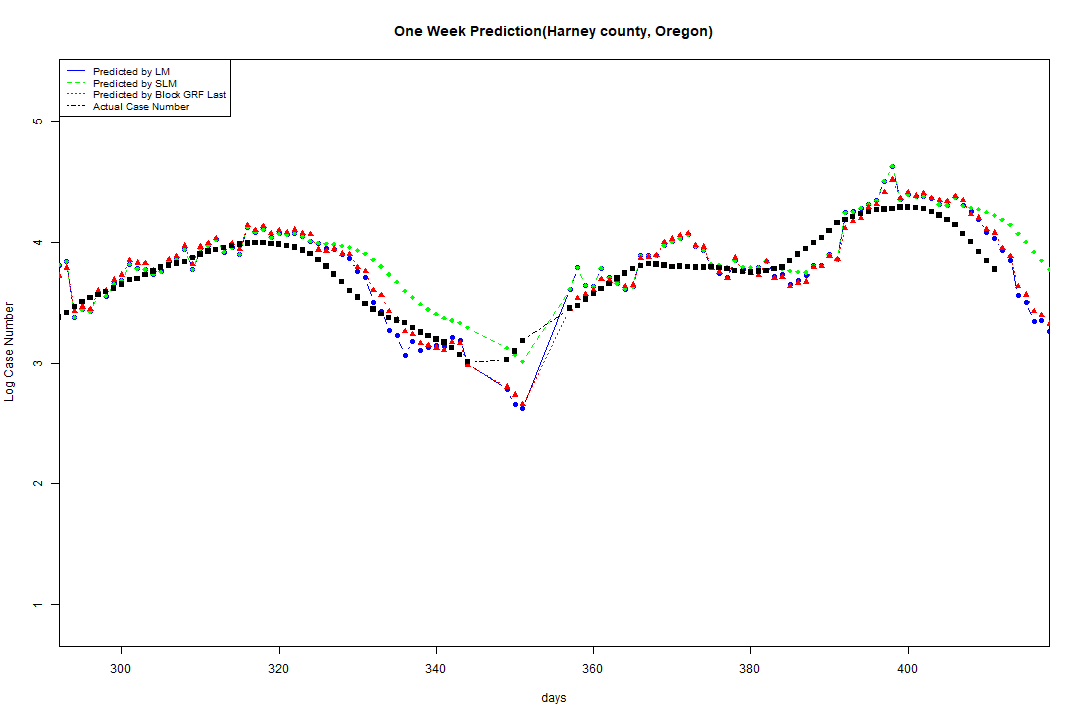 One Week Prediction(Harney county, Oregon)
Predicted by LM
Predicted by SLM
Predicted by Block GRF Last
Actual Case Number
5
4
3
2
1
Log Case Number
300 320 340 360 380 400
days